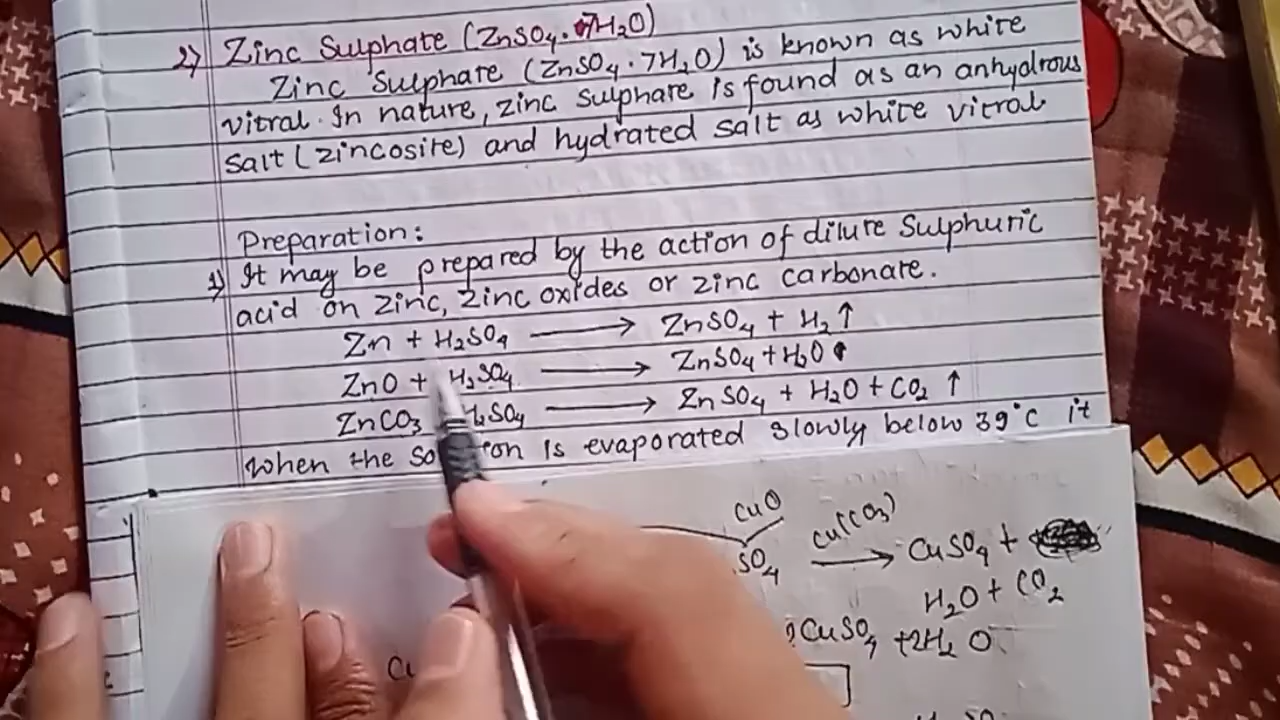 2) Zinc Sulphate (ZnSO4.7H2O)
Zinc Sulphate (ZnSO4.7H2O) is known as white
vitral. In nature, zinc sulphate is found as an anhydrous
salt (zincosite) and hydrated salt as white vitral
Preparation:
1) It may be prepared by the action of dilute Sulphuric
acid on zinc, zinc oxides or zinc carbonate.
Zn + H2SO4 → ZnSO4 + H2 ↑
ZnO + H2SO4 → ZnSO4 + H2O
ZnCO3 H2SO4 → ZnSO4 + H2O + CO2 ↑
When the is evaporated slowly below 39°C it
CuO
SO4 Cu(CO3) → CuSO4 +
H2O + CO2
CuSO4 + 2H2O
Cu